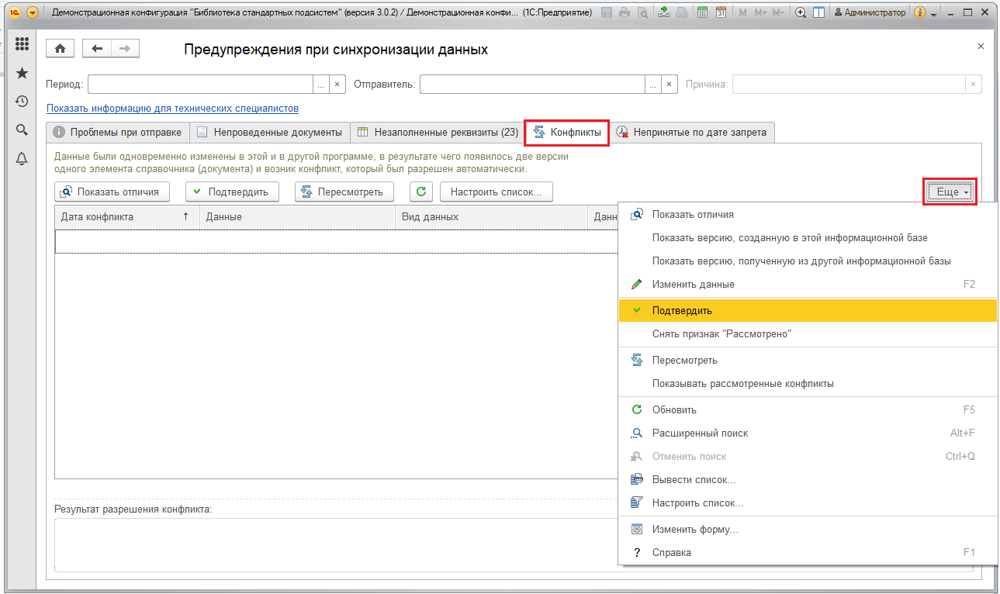 Демонстрационная конфигурация "Библиотека стандартных подсистем" (версия 3.0.2) / Демонстрационная конфи... (1С:Предприятие)
31
M M+ M-
Администратор
Предупреждения при синхронизации данных
Период: ... × Отправитель: ... × Причина: ×
Показать информацию для технических специалистов
Проблемы при отправке Непроведенные документы Незаполненные реквизиты (23) Конфликты Непринятые по дате запрета
Данные были одновременно изменены в этой и в другой программе, в результате чего появилось две версии
одного элемента справочника (документа) и возник конфликт, который был разрешен автоматически.
Показать отличия Подтвердить Пересмотреть Настроить список... Еще
Дата конфликта ↑ Данные Вид данных Данн
Показать отличия
Показать версию, созданную в этой информационной базе
Показать версию, полученную из другой информационной базы
Изменить данные F2
Подтвердить
Снять признак "Рассмотрено"
Пересмотреть
Показывать рассмотренные конфликты
Обновить F5
Расширенный поиск Alt+F
Отменить поиск Ctrl+Q
Вывести список...
Настроить список...
Изменить форму...
? Справка F1
Результат разрешения конфликта: